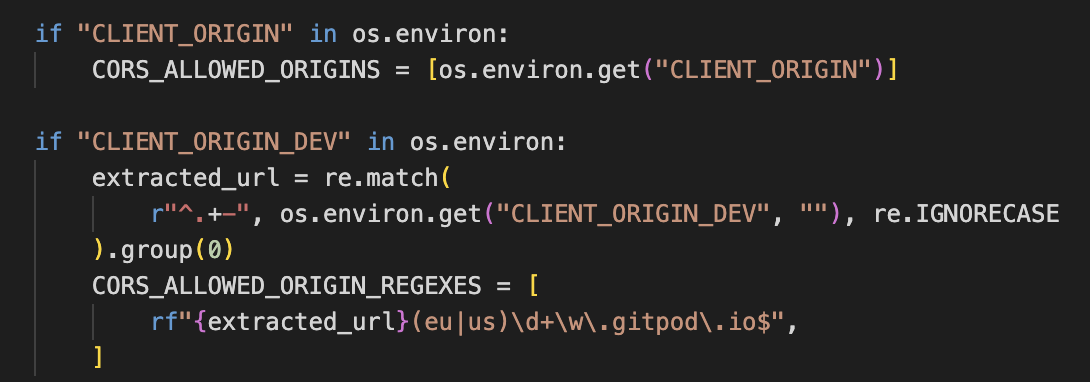 if "CLIENT_ORIGIN" in os.environ:
    CORS_ALLOWED_ORIGINS = [os.environ.get("CLIENT_ORIGIN")]

if "CLIENT_ORIGIN_DEV" in os.environ:
    extracted_url = re.match(
        r"^.+-", os.environ.get("CLIENT_ORIGIN_DEV", ""), re.IGNORECASE
    ).group(0)
    CORS_ALLOWED_ORIGIN_REGEXES = [
        rf"{extracted_url}(eu|us)\d+\w\.gitpod\.io$",
    ]